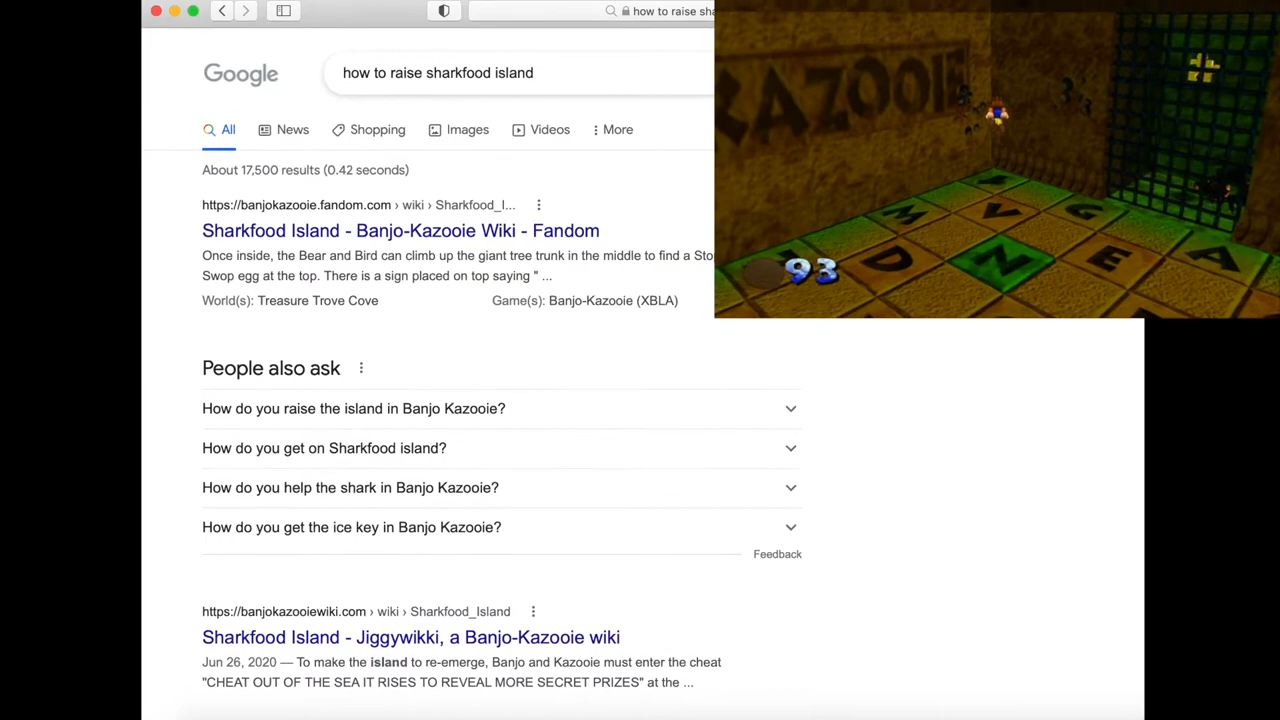 how to raise sha
Google
how to raise sharkfood island
All News Shopping Images Videos More
About 17,500 results (0.42 seconds)
https://banjokazooie.fandom.com › wiki › Sharkfood_I...
Sharkfood Island - Banjo-Kazooie Wiki - Fandom
Once inside, the Bear and Bird can climb up the giant tree trunk in the middle to find a Sto
Swop egg at the top. There is a sign placed on top saying " ...
World(s): Treasure Trove Cove Game(s): Banjo-Kazooie (XBLA)
KAZOOIE
M V G
D N E A
93
People also ask
How do you raise the island in Banjo Kazooie?
How do you get on Sharkfood island?
How do you help the shark in Banjo Kazooie?
How do you get the ice key in Banjo Kazooie?
Feedback
https://banjokazooiewiki.com › wiki › Sharkfood_Island
Sharkfood Island - Jiggywikki, a Banjo-Kazooie wiki
Jun 26, 2020 — To make the island to re-emerge, Banjo and Kazooie must enter the cheat
"CHEAT OUT OF THE SEA IT RISES TO REVEAL MORE SECRET PRIZES" at the ...